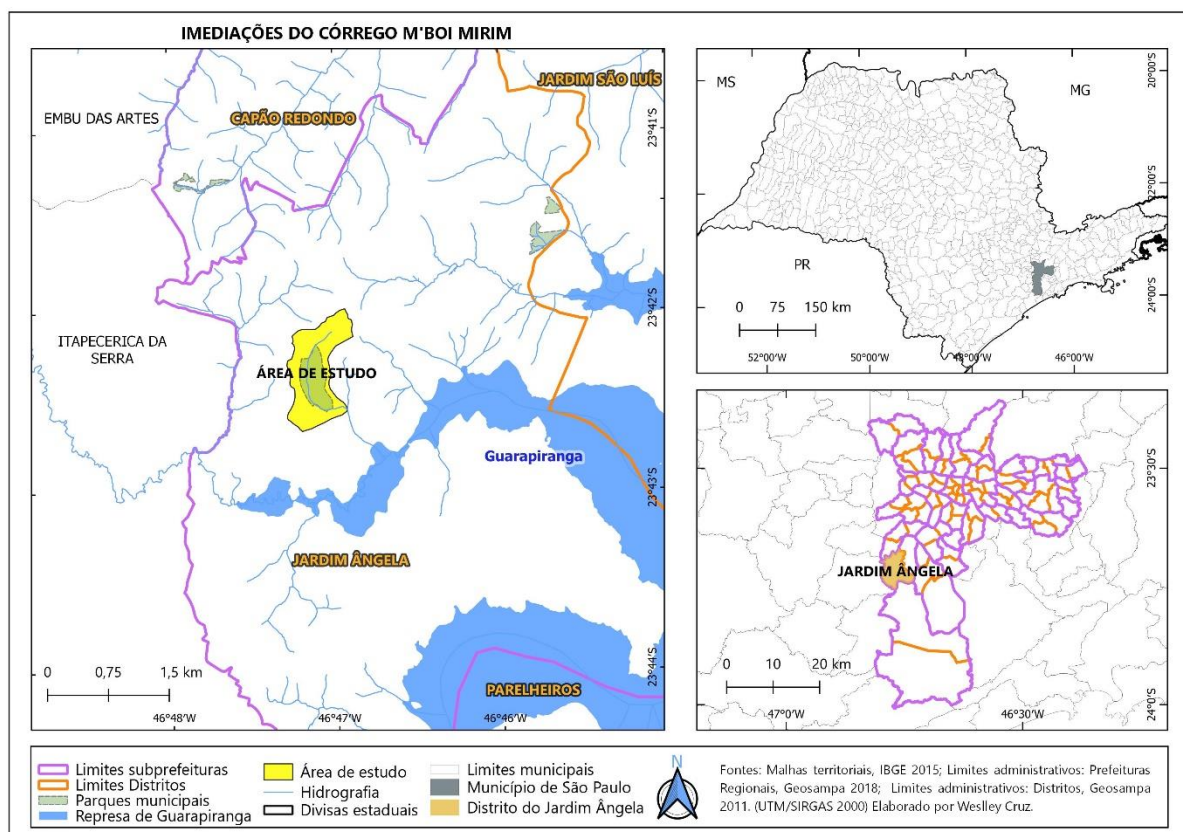 IMEDIAÇÕES DO CÓRREGO M'BOI MIRIM
JARDIM SÃO LUÍS
EMBU DAS ARTES
CAPÃO REDONDO
23°41'S
23°42'S
ITAPECERICA DA
SERRA
ÁREA DE ESTUDO
Guarapiranga
23°43'S
JARDIM ÂNGELA
23°44'S
0 0,75 1,5 km
PARELHEIROS
46°48'W 46°47'W 46°46'W
MS
MG
20°00'S
22°00'S
PR
24°00'S
0 75 150 km
52°00'W 50°00'W 48°00'W 46°00'W
23°30'S
JARDIM ÂNGELA
0 10 20 km
24°0'S
47°0'W 46°30'W
Limites subprefeituras
Limites Distritos
Parques municipais
Represa de Guarapiranga
Área de estudo
Hidrografia
Divisas estaduais
Limites municipais
Município de São Paulo
Distrito do Jardim Ângela
N
Fontes: Malhas territoriais, IBGE 2015; Limites administrativos: Prefeituras
Regionais, Geosampa 2018; Limites administrativos: Distritos, Geosampa
2011. (UTM/SIRGAS 2000) Elaborado por Weslley Cruz.